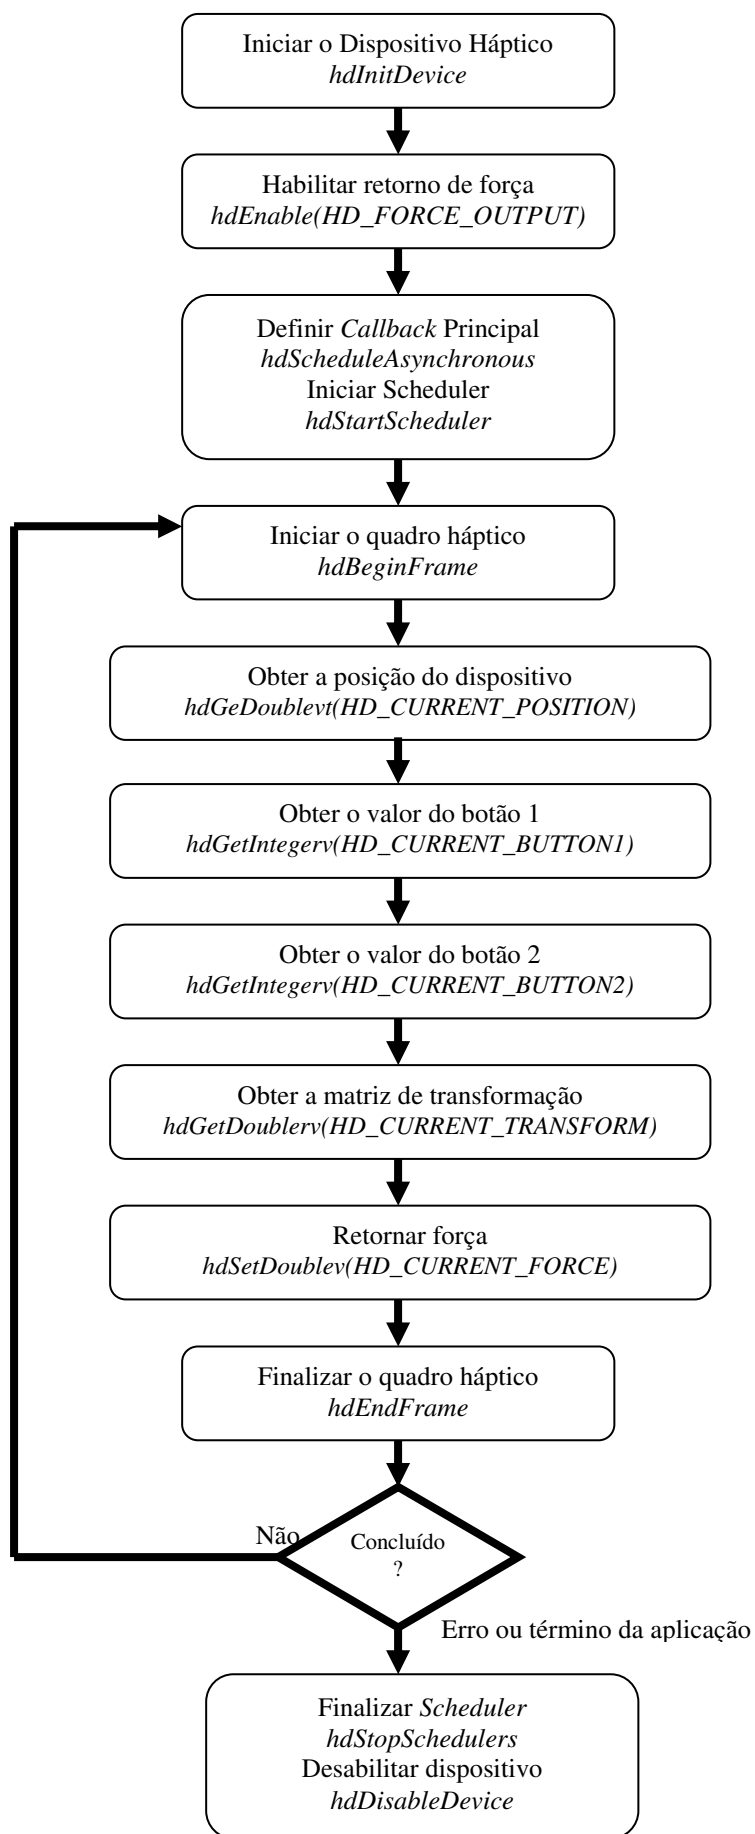 Iniciar o Dispositivo Háptico
hdInitDevice
Habilitar retorno de força
hdEnable(HD_FORCE_OUTPUT)
Definir Callback Principal
hdScheduleAsynchronous
Iniciar Scheduler
hdStartScheduler
Iniciar o quadro háptico
hdBeginFrame
Obter a posição do dispositivo
hdGeDoublevt(HD_CURRENT_POSITION)
Obter o valor do botão 1
hdGetIntegerv(HD_CURRENT_BUTTON1)
Obter o valor do botão 2
hdGetIntegerv(HD_CURRENT_BUTTON2)
Obter a matriz de transformação
hdGetDoublerv(HD_CURRENT_TRANSFORM)
Retornar força
hdSetDoublev(HD_CURRENT_FORCE)
Finalizar o quadro háptico
hdEndFrame
Não
Concluído
?
Erro ou término da aplicação
Finalizar Scheduler
hdStopSchedulers
Desabilitar dispositivo
hdDisableDevice